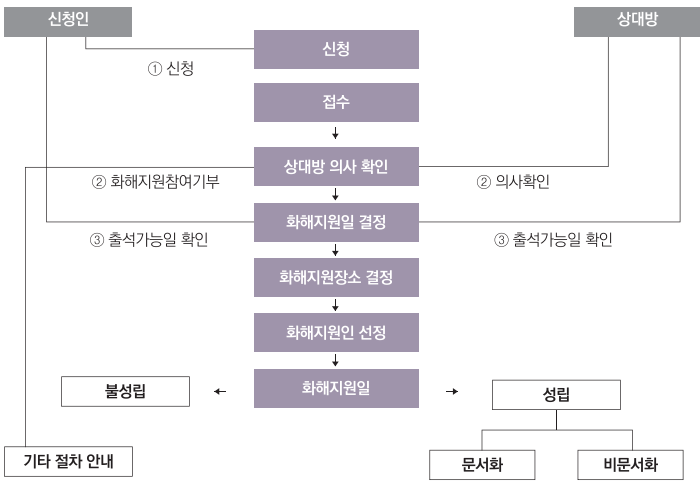 신청인
상대방
신청
① 신청
접수
상대방 의사 확인
② 화해지원참여기부
② 의사확인
화해지원일 결정
③ 출석가능일 확인
③ 출석가능일 확인
화해지원장소 결정
화해지원인 선정
화해지원일
불성립
성립
기타 절차 안내
문서화
비문서화